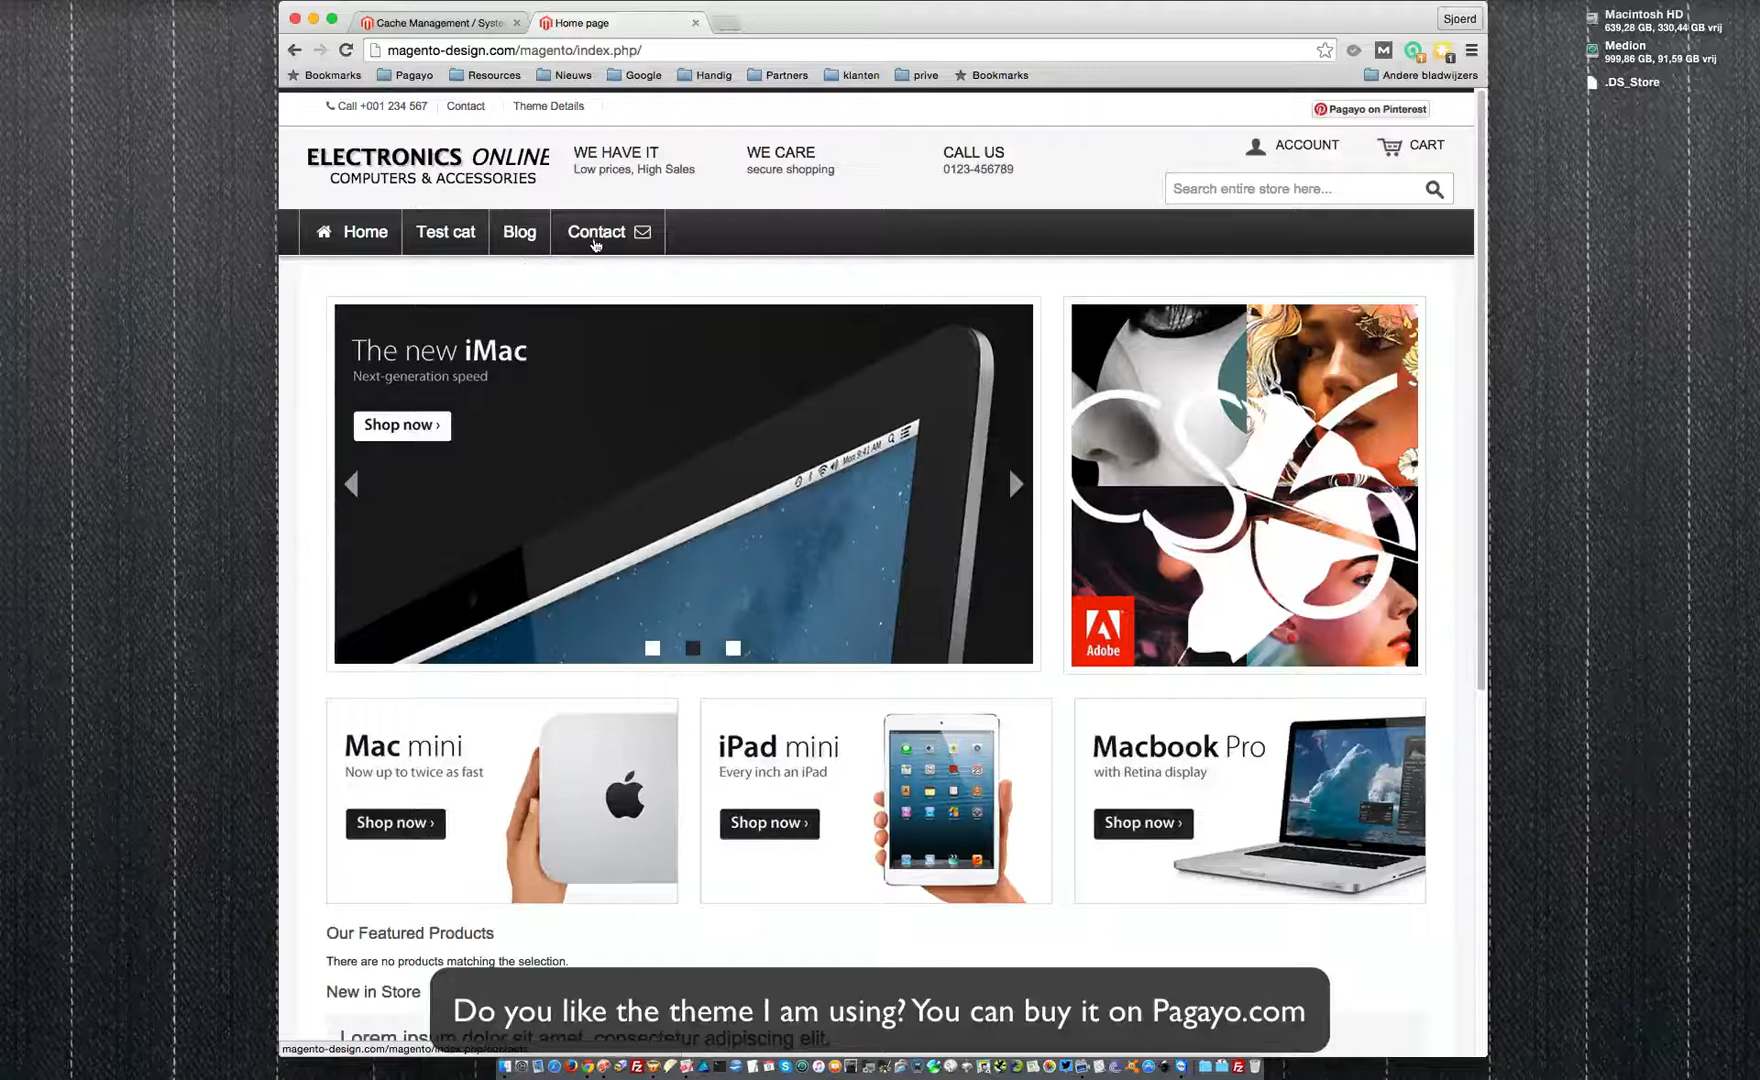 Cache Management / Syste
Home page
Sjoerd
magento-design.com/magento/index.php/
Bookmarks
Pagayo
Resources
Nieuws
Google
Handig
Partners
klanten
prive
Bookmarks
Andere bladwijzers
Macintosh HD
639,28 GB, 330,44 GB vrij
Medion
999,86 GB, 91,59 GB vrij
.DS_Store
Call +001 234 567
Contact
Theme Details
Pagayo on Pinterest
ELECTRONICS ONLINE
COMPUTERS & ACCESSORIES
WE HAVE IT
Low prices, High Sales
WE CARE
secure shopping
CALL US
0123-456789
ACCOUNT
CART
Search entire store here...
Home
Test cat
Blog
Contact
The new iMac
Next-generation speed
Shop now ›
Mon 9:41 AM
Adobe
Mac mini
Now up to twice as fast
Shop now ›
iPad mini
Every inch an iPad
Shop now ›
Macbook Pro
with Retina display
Shop now ›
Our Featured Products
There are no products matching the selection.
New in Store
Lorem ipsum dolor sit amet, consectetur adipiscing elit.
Do you like the theme I am using? You can buy it on Pagayo.com
magento-design.com/magento/index.php/contacts